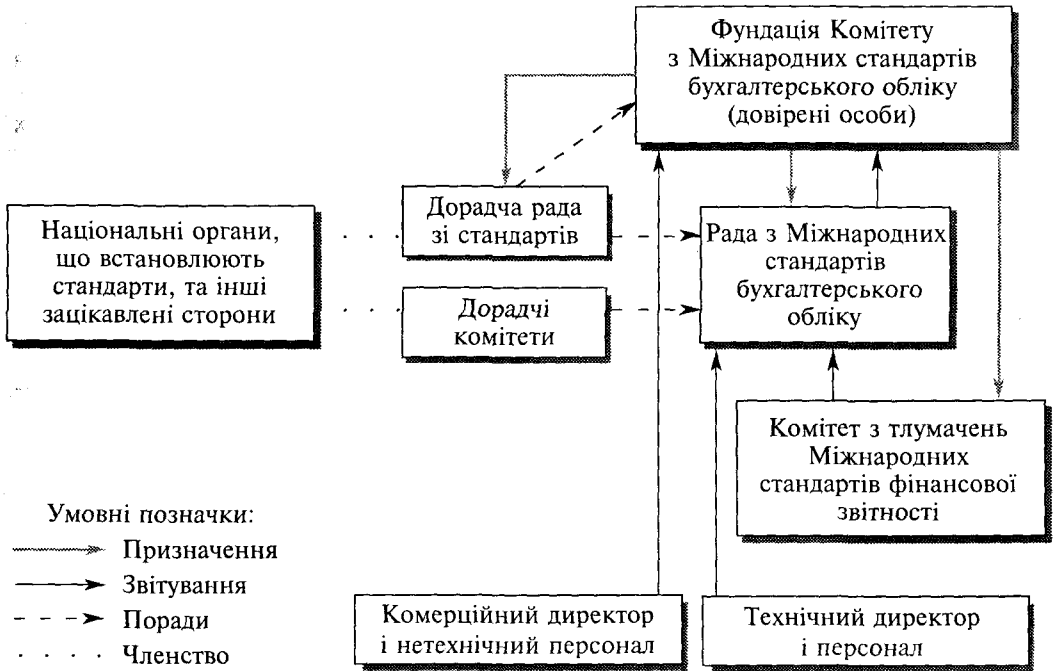 Фундація Комітету
з Міжнародних стандартів
бухгалтерського обліку
(довірені особи)
Національні органи,
що встановлюють
стандарти, та інші
зацікавлені сторони
Дорадча рада
зі стандартів
Дорадчі
комітети
Рада з Міжнародних
стандартів
бухгалтерського
обліку
Комітет з тлумачень
Міжнародних
стандартів фінансової
звітності
Умовні позначки:
Призначення
Звітування
Поради
Членство
Комерційний директор
і нетехнічний персонал
Технічний директор
і персонал